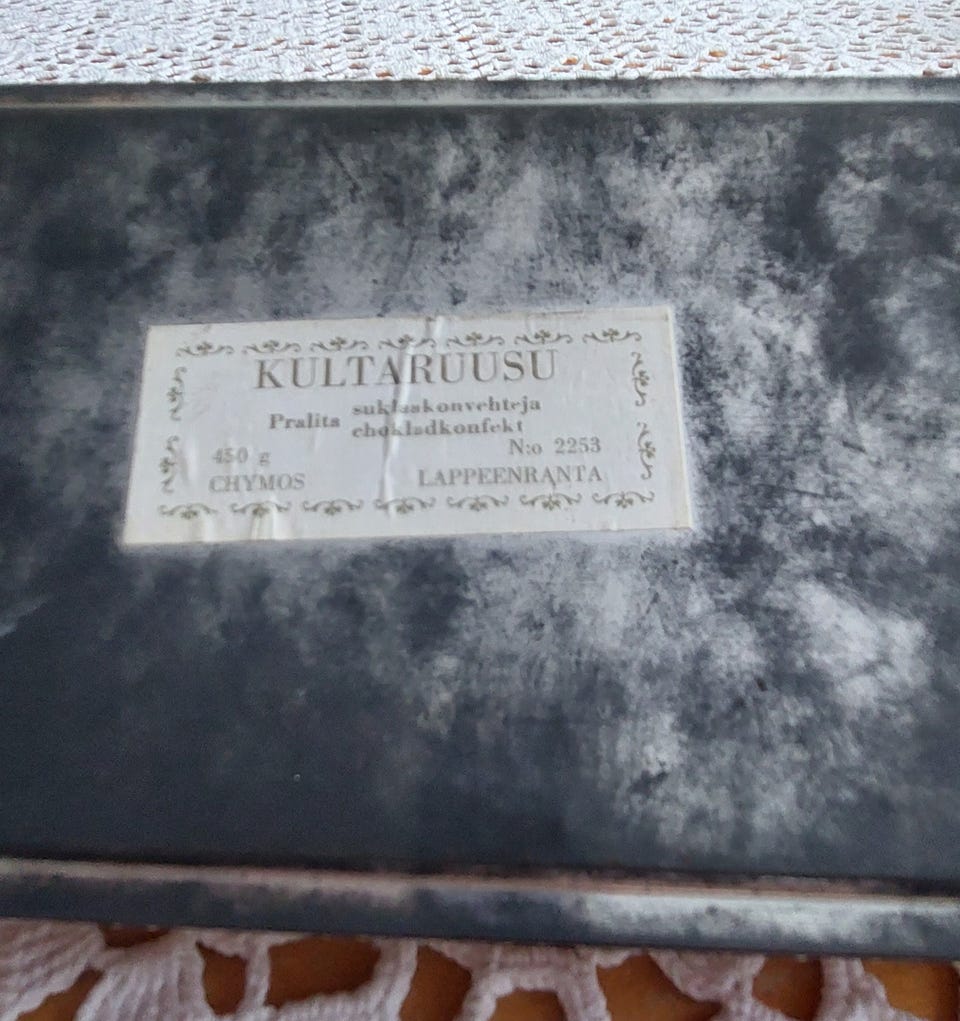 KULTARUUSU
Pralita suklaakonvehteja
chokladkonfekt
450 g N:o 2253
CHYMOS LAPPEENRANTA